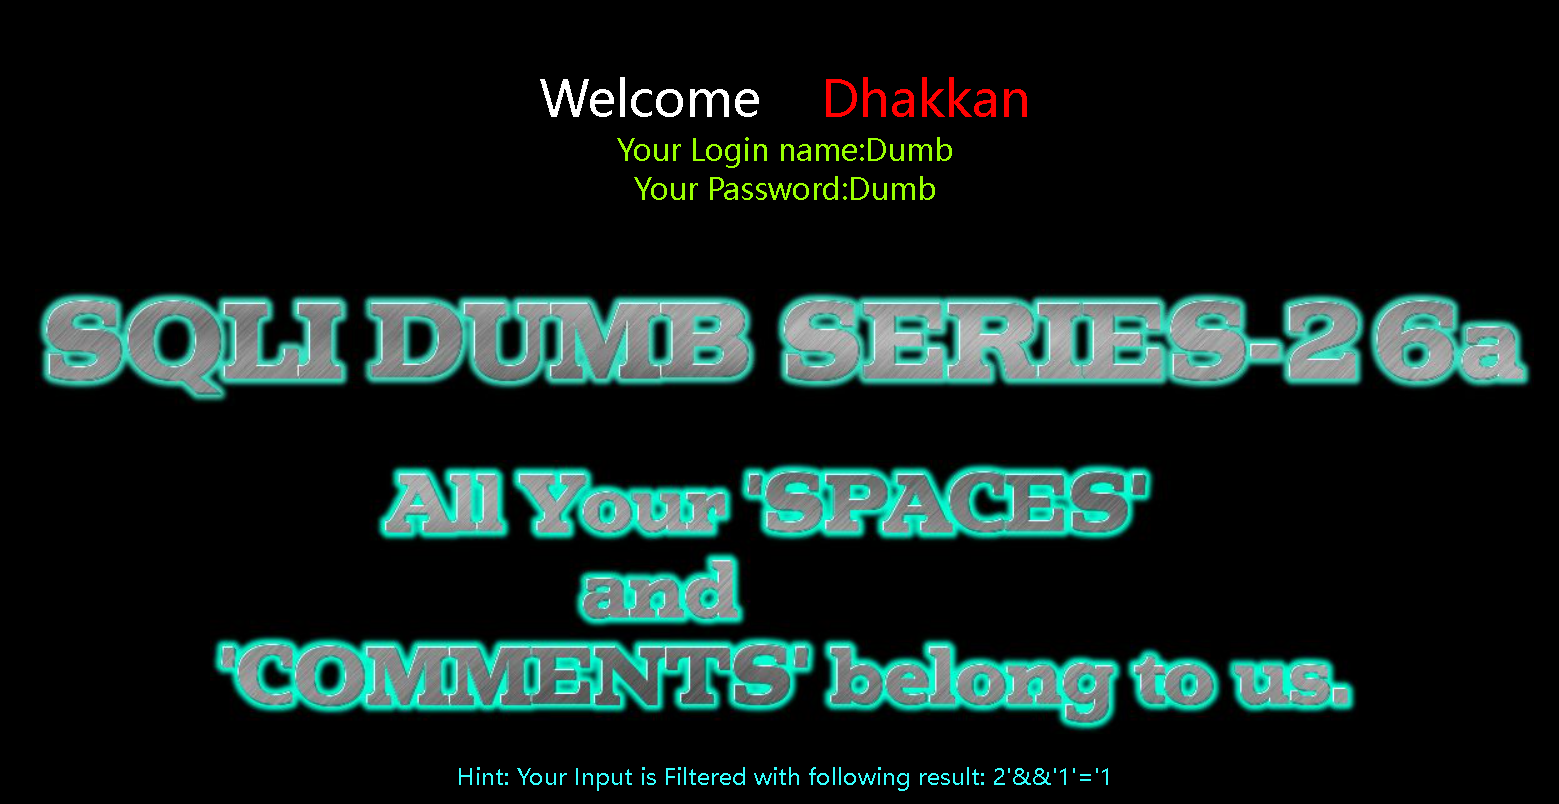 Welcome Dhakkan
Your Login name:Dumb
Your Password:Dumb
SQLI DUMB SERIES-26a
All Your 'SPACES'
and
'COMMENTS' belong to us.
Hint: Your Input is Filtered with following result: 2'&&'1'='1